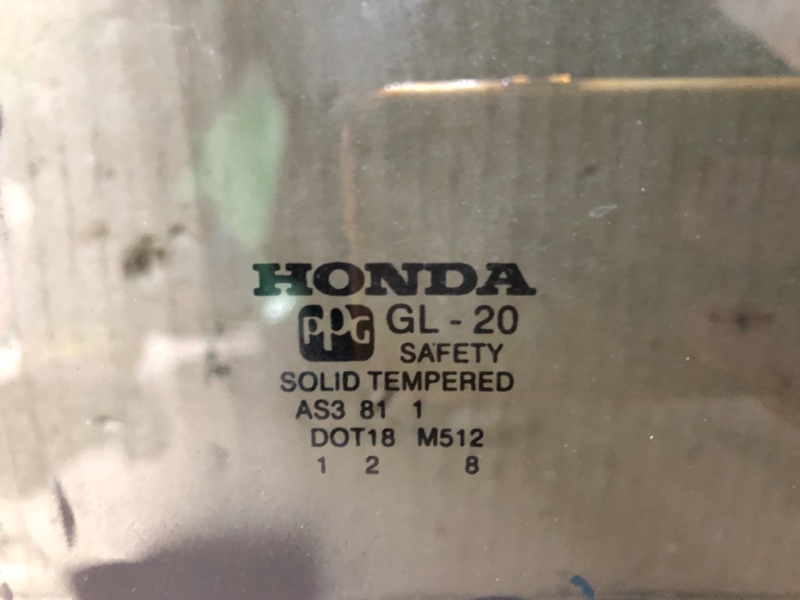 HONDA
PPG GL - 20
SAFETY
SOLID TEMPERED
AS3 81 1
DOT18 M512
1 2 8